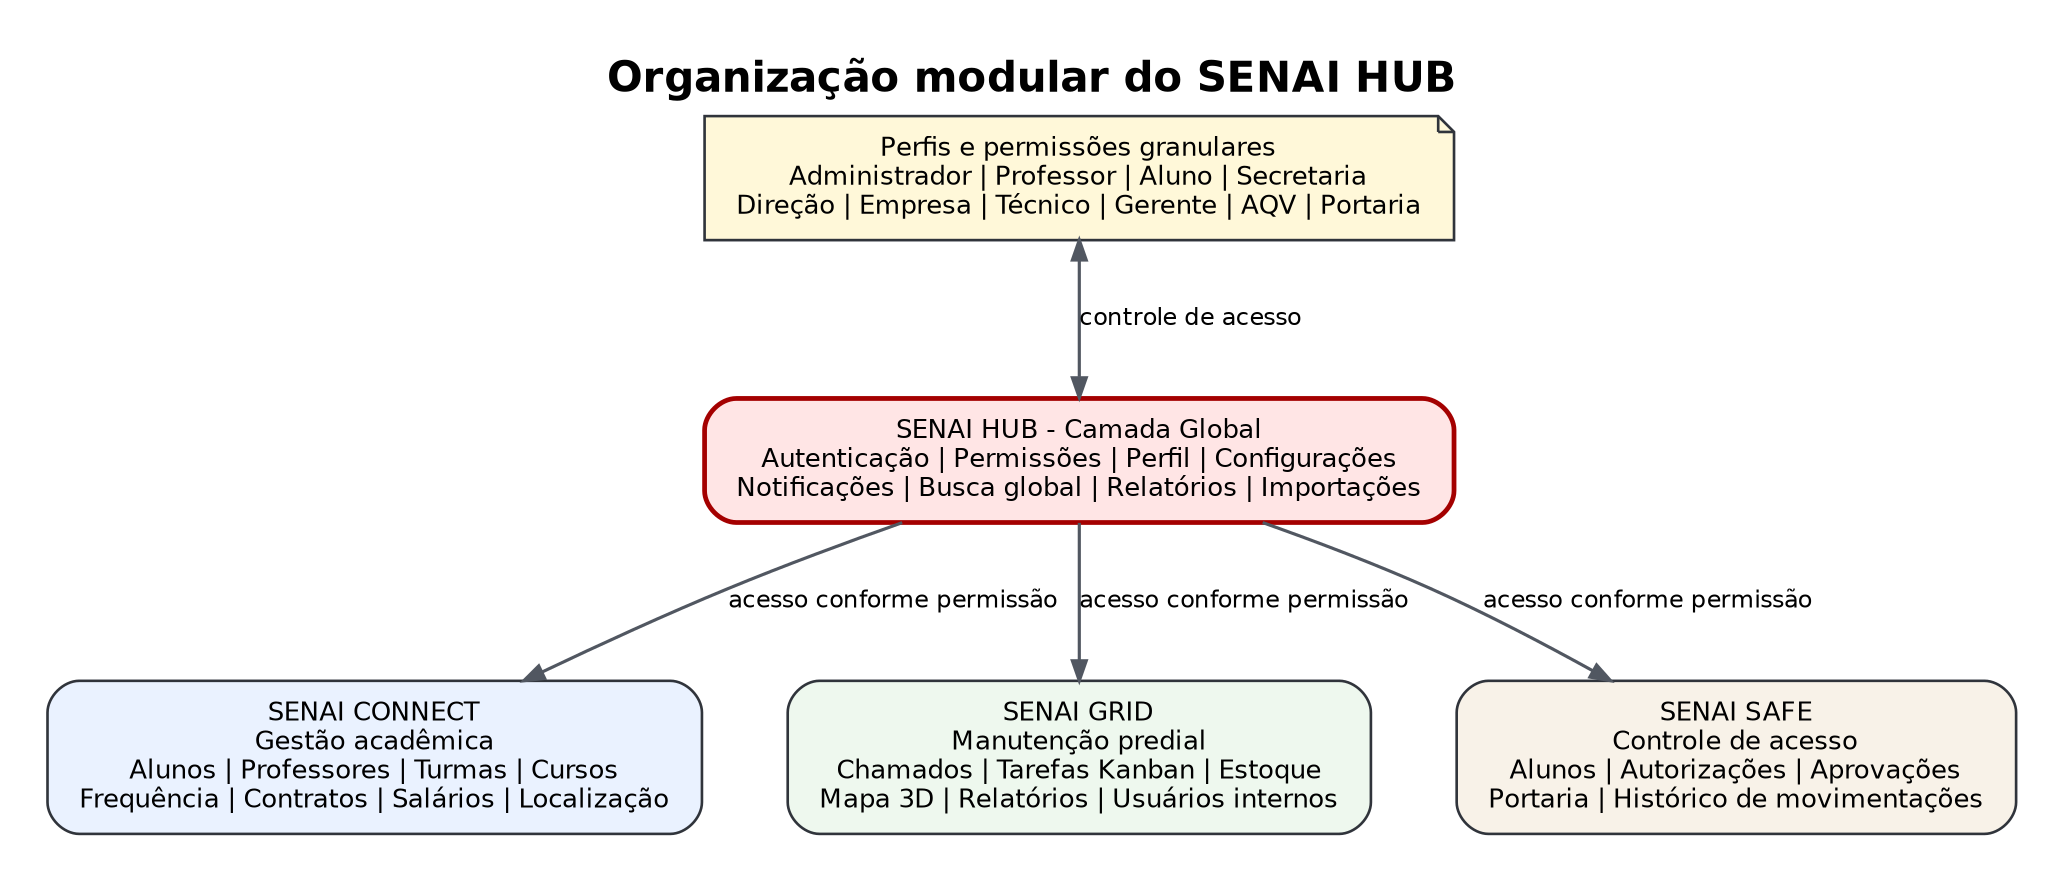 Organização modular do SENAI HUB
Perfis e permissões granulares
Administrador | Professor | Aluno | Secretaria
Direção | Empresa | Técnico | Gerente | AQV | Portaria
controle de acesso
SENAI HUB - Camada Global
Autenticação | Permissões | Perfil | Configurações
Notificações | Busca global | Relatórios | Importações
acesso conforme permissão
acesso conforme permissão
acesso conforme permissão
SENAI CONNECT
Gestão acadêmica
Alunos | Professores | Turmas | Cursos
Frequência | Contratos | Salários | Localização
SENAI GRID
Manutenção predial
Chamados | Tarefas Kanban | Estoque
Mapa 3D | Relatórios | Usuários internos
SENAI SAFE
Controle de acesso
Alunos | Autorizações | Aprovações
Portaria | Histórico de movimentações